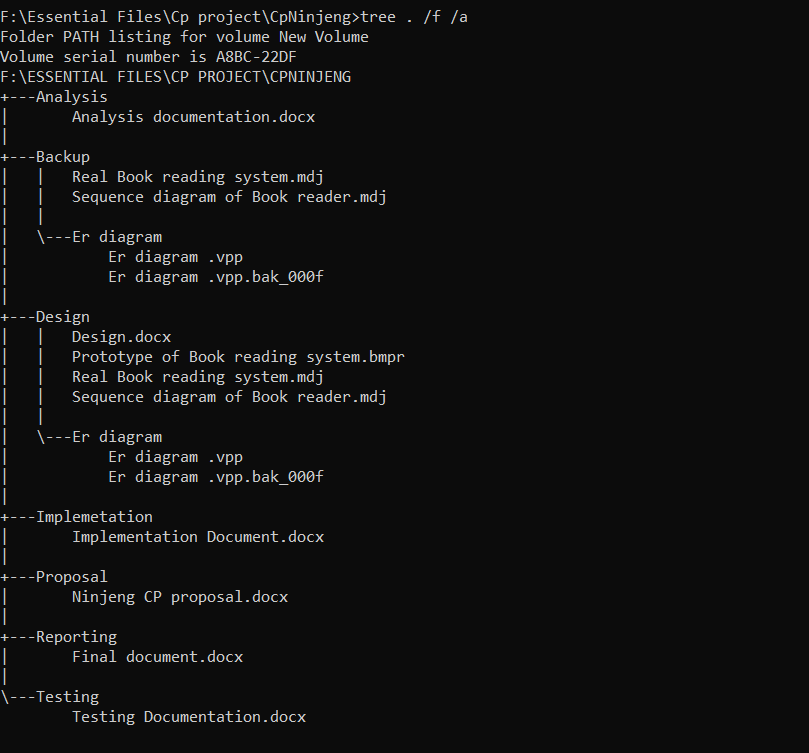 F:\Essential Files\Cp project\CpNinjeng>tree . /f /a
Folder PATH listing for volume New Volume
Volume serial number is A8BC-22DF
F:\ESSENTIAL FILES\CP PROJECT\CPNINJENG
+---Analysis
|       Analysis documentation.docx
|
+---Backup
|   |   Real Book reading system.mdj
|   |   Sequence diagram of Book reader.mdj
|   |
|   \---Er diagram
|           Er diagram .vpp
|           Er diagram .vpp.bak_000f
|
+---Design
|   |   Design.docx
|   |   Prototype of Book reading system.bmpr
|   |   Real Book reading system.mdj
|   |   Sequence diagram of Book reader.mdj
|   |
|   \---Er diagram
|           Er diagram .vpp
|           Er diagram .vpp.bak_000f
|
+---Implemetation
|       Implementation Document.docx
|
+---Proposal
|       Ninjeng CP proposal.docx
|
+---Reporting
|       Final document.docx
|
\---Testing
        Testing Documentation.docx